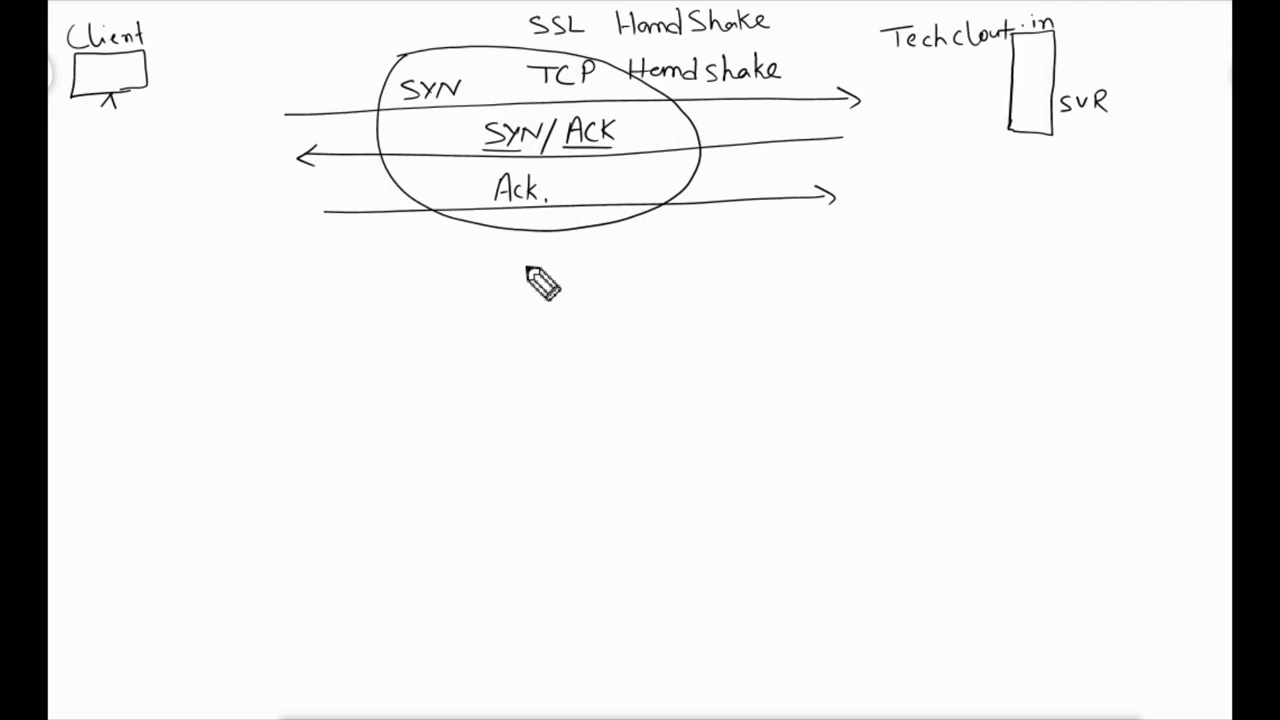 Client
SSL HandShake
Techclout.in
TCP Handshake
SYN
SVR
SYN/ACK
Ack.